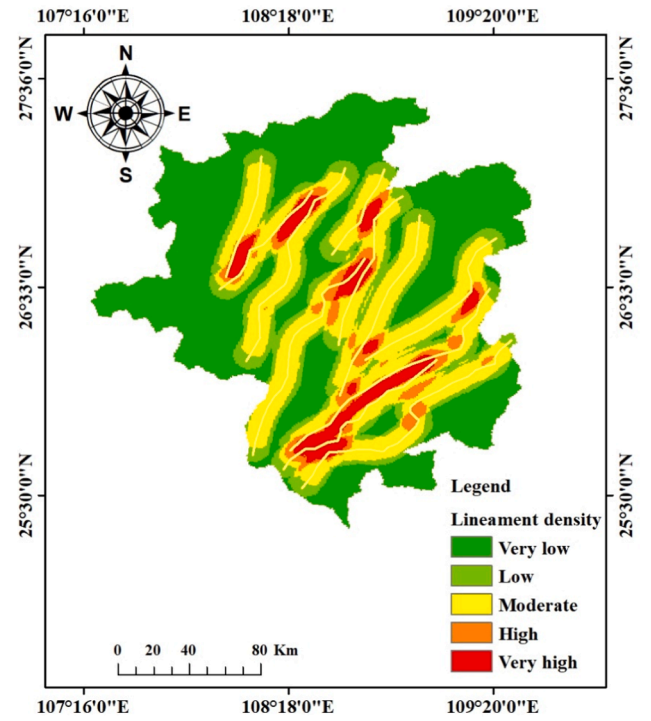 107°16'0"E 108°18'0"E 109°20'0"E
27°36'0"N 27°36'0"N
N
W E
S
26°33'0"N 26°33'0"N
25°30'0"N 25°30'0"N
Legend
Lineament density
Very low
Low
Moderate
High
Very high
0 20 40 80 Km
107°16'0"E 108°18'0"E 109°20'0"E